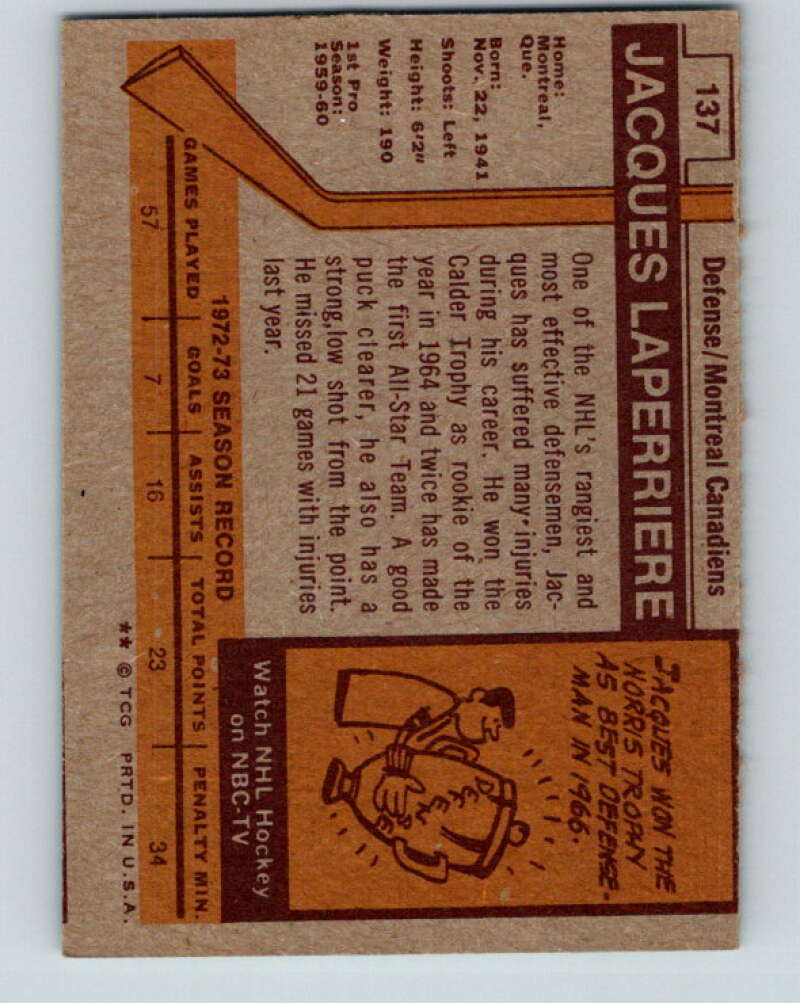 137
Defense/Montreal Canadiens
JACQUES LAPERRIERE
Home:
Montreal,
Que.
Born:
Nov. 22, 1941
Shoots: Left
Height: 6'2"
Weight: 190
1st Pro
Season:
1959-60
One of the NHL's rangiest and
most effective defensemen, Jac-
ques has suffered many injuries
during his career. He won the
Calder Trophy as rookie of the
year in 1964 and twice has made
the first All-Star Team. A good
puck clearer, he also has a
strong, low shot from the point.
He missed 21 games with injuries
last year.
JACQUES WON THE
NORRIS TROPHY
AS BEST DEFENSE-
MAN IN 1966.
Watch NHL Hockey
on NBC-TV
1972-73 SEASON RECORD
GAMES PLAYED | GOALS | ASSISTS | TOTAL POINTS | PENALTY MIN.
57 7 16 23 34
** © TCG PRTD. IN U.S.A.